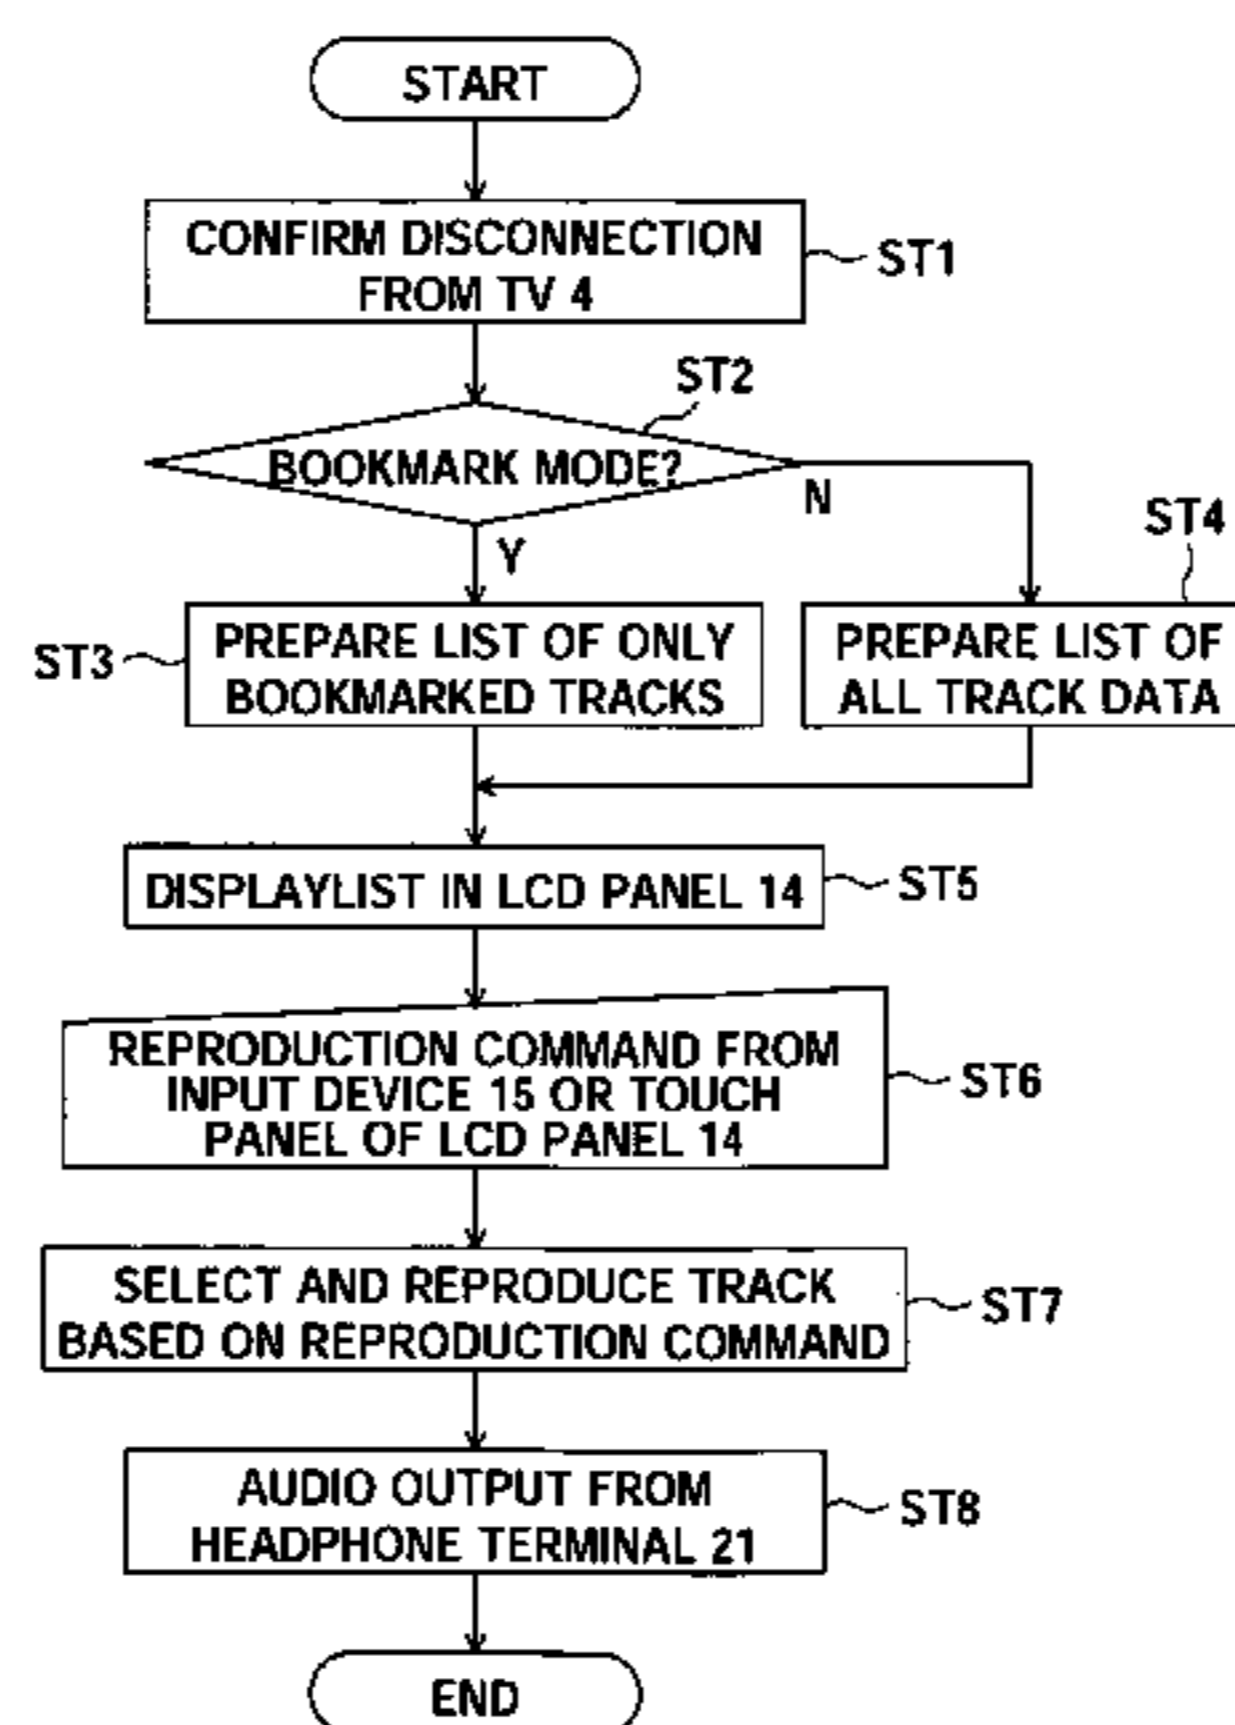 START
CONFIRM DISCONNECTION
FROM TV 4
ST1
ST2
BOOKMARK MODE?
N
Y
ST4
ST3
PREPARE LIST OF ONLY
BOOKMARKED TRACKS
PREPARE LIST OF
ALL TRACK DATA
DISPLAYLIST IN LCD PANEL 14
ST5
REPRODUCTION COMMAND FROM
INPUT DEVICE 15 OR TOUCH
PANEL OF LCD PANEL 14
ST6
SELECT AND REPRODUCE TRACK
BASED ON REPRODUCTION COMMAND
ST7
AUDIO OUTPUT FROM
HEADPHONE TERMINAL 21
ST8
END